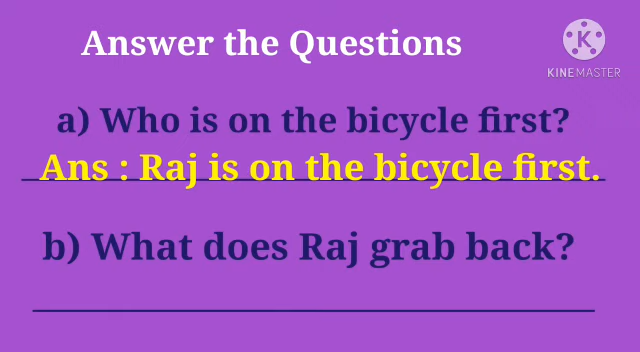 Answer the Questions
KINEMASTER
a) Who is on the bicycle first?
Ans : Raj is on the bicycle first.
b) What does Raj grab back?